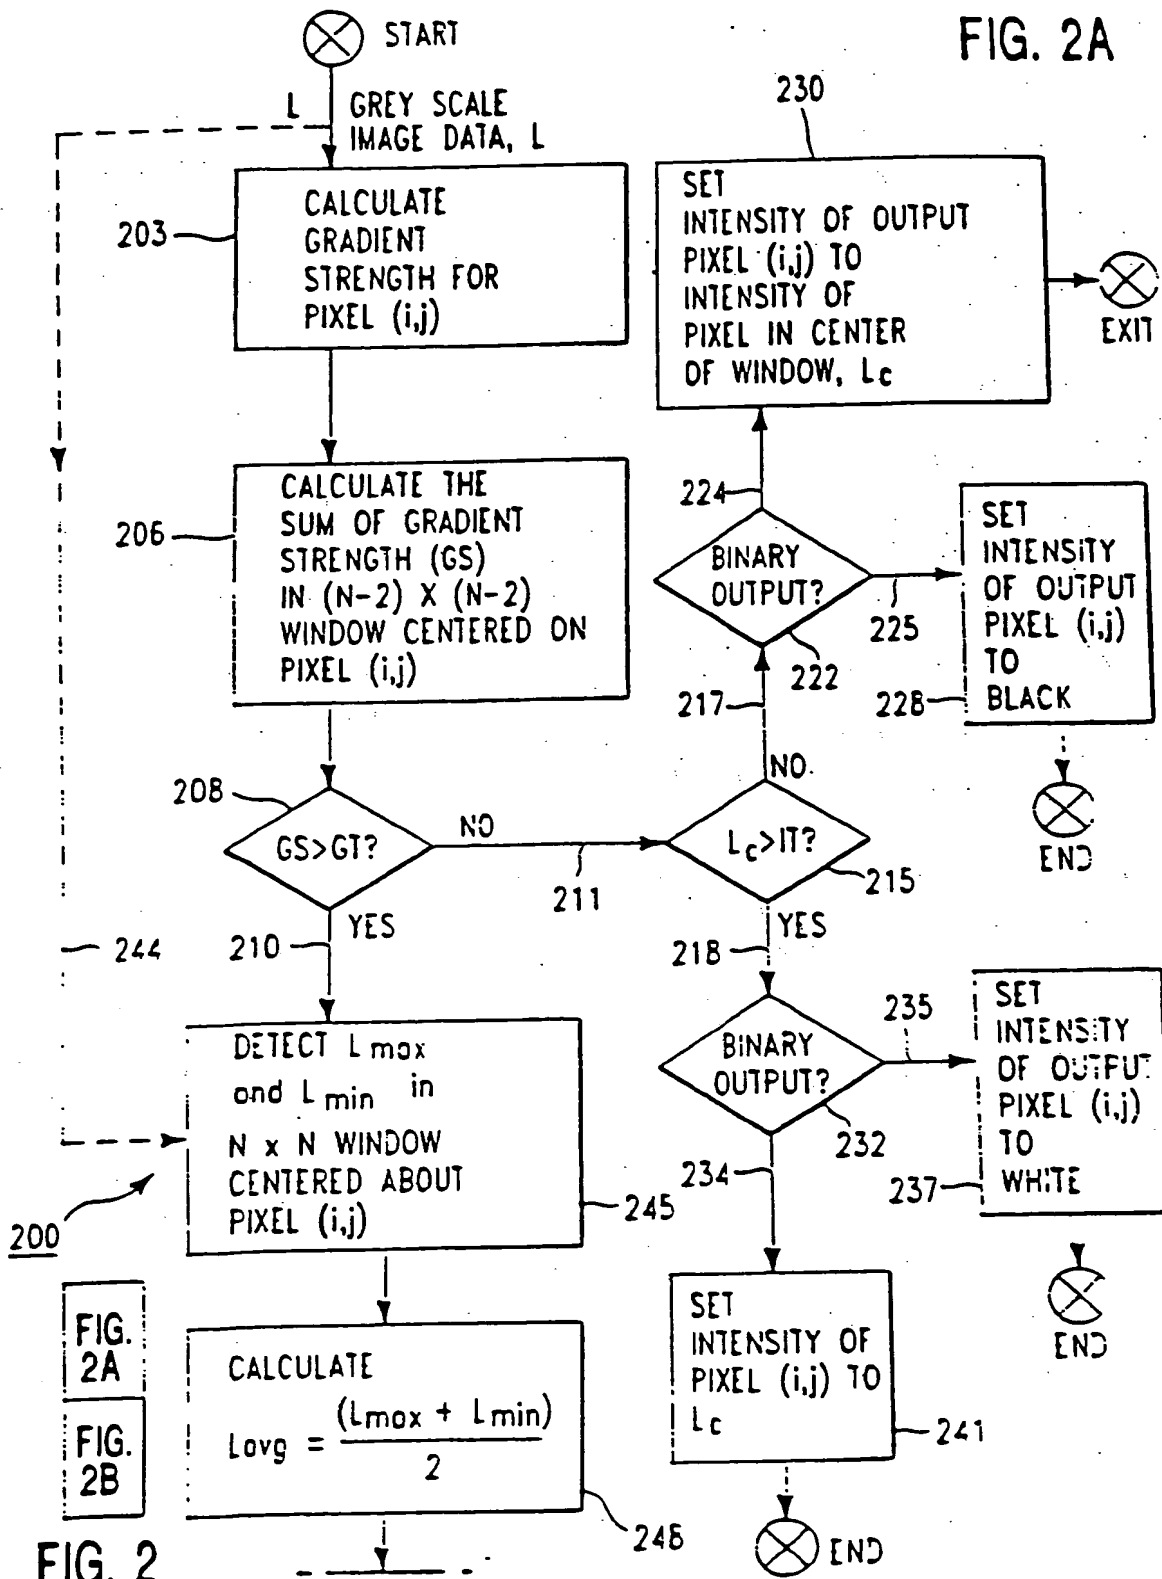 START
FIG. 2A
L
GREY SCALE
IMAGE DATA, L
203
CALCULATE
GRADIENT
STRENGTH FOR
PIXEL (i,j)
230
SET
INTENSITY OF OUTPUT
PIXEL (i,j) TO
INTENSITY OF
PIXEL IN CENTER
OF WINDOW, Lc
EXIT
206
CALCULATE THE
SUM OF GRADIENT
STRENGTH (GS)
IN (N-2) X (N-2)
WINDOW CENTERED ON
PIXEL (i,j)
224
BINARY
OUTPUT?
222
225
SET
INTENSITY
OF OUTPUT
PIXEL (i,j)
TO
BLACK
228
END
217
NO
208
GS>GT?
NO
211
Lc>IT?
215
YES
210
YES
218
244
DETECT Lmax
and Lmin in
N x N WINDOW
CENTERED ABOUT
PIXEL (i,j)
245
200
BINARY
OUTPUT?
232
235
SET
INTENSITY
OF OUTPUT
PIXEL (i,j)
TO
WHITE
237
END
234
SET
INTENSITY OF
PIXEL (i,j) TO
Lc
241
END
CALCULATE
Lavg = (Lmax + Lmin)
2
246
FIG.
2A
FIG.
2B
FIG. 2